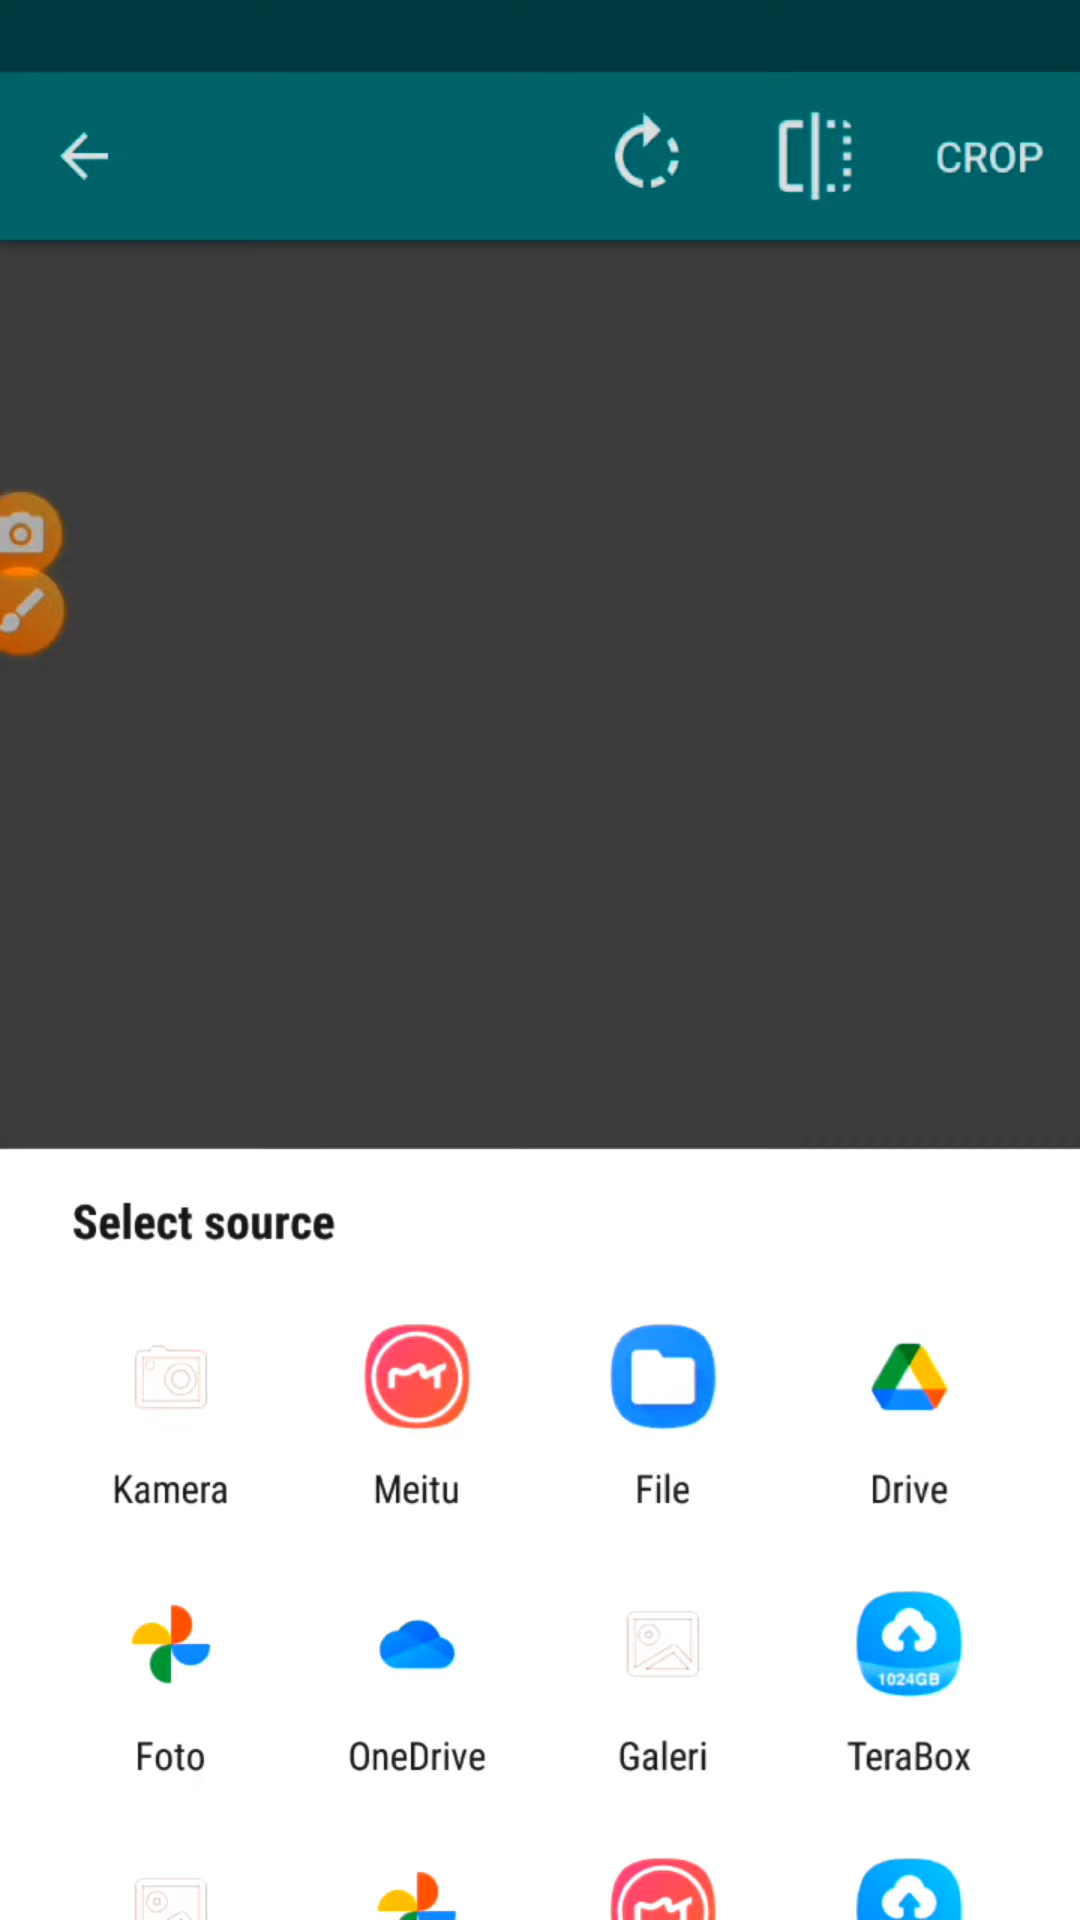 CROP
Select source
Kamera
Meitu
File
Drive
1024GB
Foto
OneDrive
Galeri
TeraBox